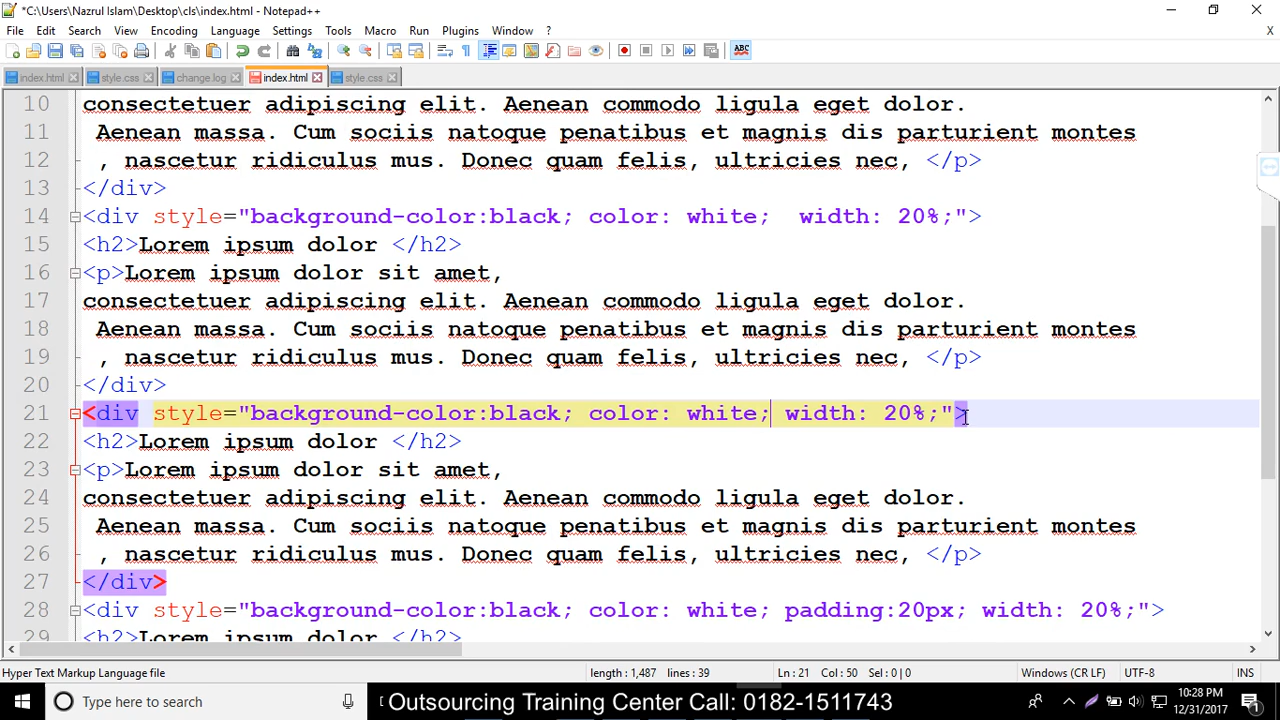 *C:\Users\Nazrul Islam\Desktop\cls\index.html - Notepad++
File Edit Search View Encoding Language Settings Tools Macro Run Plugins Window ?
X
ABC
index.html style.css change.log index.html style.css
10 consectetuer adipiscing elit. Aenean commodo ligula eget dolor.
11 Aenean massa. Cum sociis natoque penatibus et magnis dis parturient montes
12 , nascetur ridiculus mus. Donec quam felis, ultricies nec, </p>
13 </div>
14 <div style="background-color:black; color: white;  width: 20%;">
15 <h2>Lorem ipsum dolor </h2>
16 <p>Lorem ipsum dolor sit amet,
17 consectetuer adipiscing elit. Aenean commodo ligula eget dolor.
18 Aenean massa. Cum sociis natoque penatibus et magnis dis parturient montes
19 , nascetur ridiculus mus. Donec quam felis, ultricies nec, </p>
20 </div>
21 <div style="background-color:black; color: white; width: 20%;">
22 <h2>Lorem ipsum dolor </h2>
23 <p>Lorem ipsum dolor sit amet,
24 consectetuer adipiscing elit. Aenean commodo ligula eget dolor.
25 Aenean massa. Cum sociis natoque penatibus et magnis dis parturient montes
26 , nascetur ridiculus mus. Donec quam felis, ultricies nec, </p>
27 </div>
28 <div style="background-color:black; color: white; padding:20px; width: 20%;">
29 <h2>Lorem ipsum dolor </h2>
Hyper Text Markup Language file length : 1,487 lines : 39 Ln : 21 Col : 50 Sel : 0 | 0 Windows (CR LF) UTF-8 INS
Type here to search
Outsourcing Training Center Call: 0182-1511743
10:28 PM
12/31/2017
1